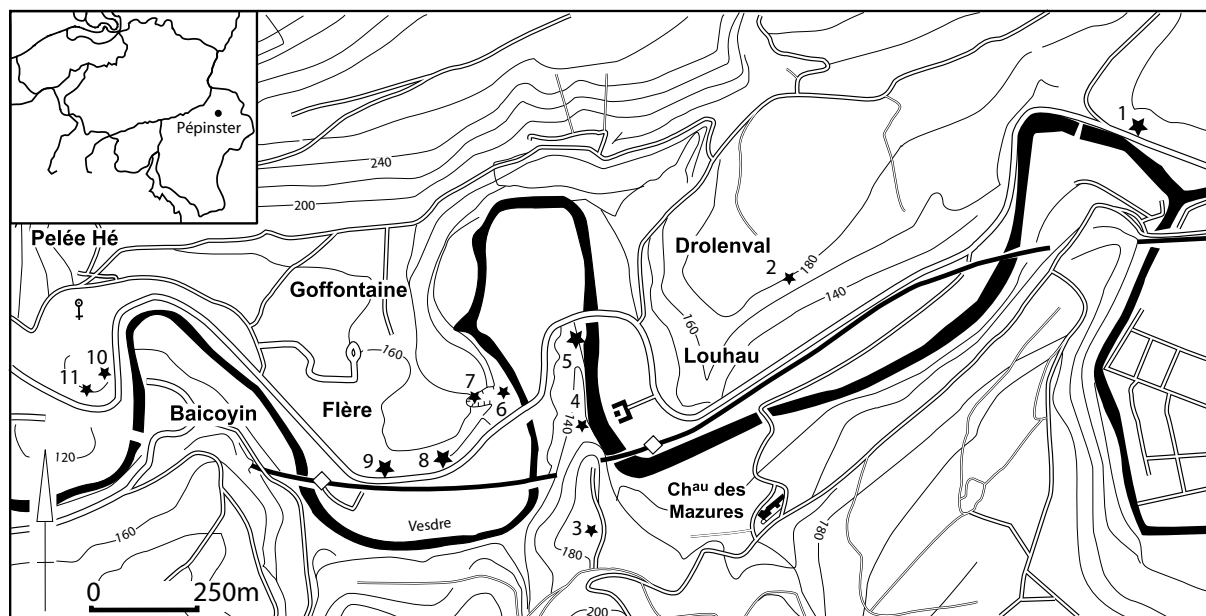 Pépinster
1
240
200
Pelée Hé
Drolenval
2
180
Goffontaine
140
160
160
5
Louhau
10
11
7
6
4
Baicoyin
Flère
140
120
9
8
Chau des
Mazures
Vesdre
3
160
180
180
0
250m
200